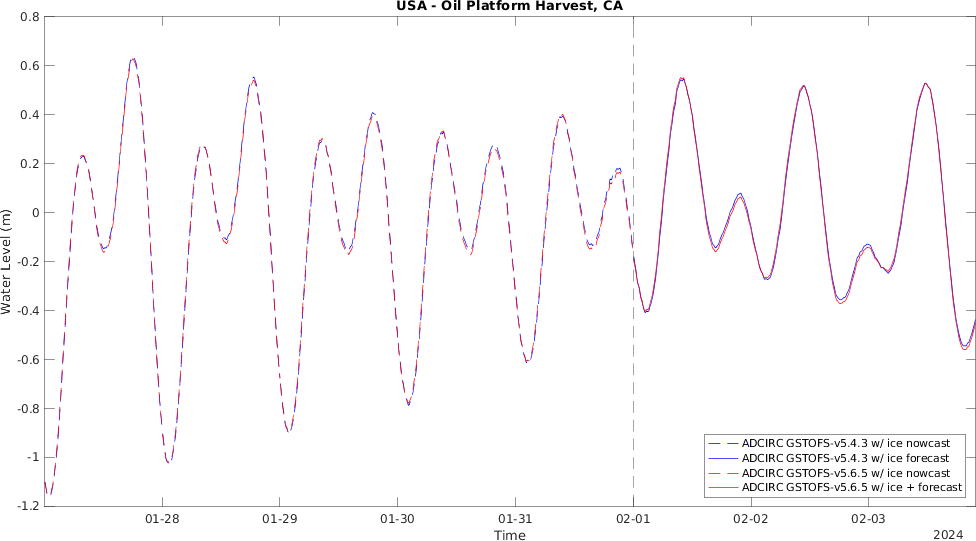 USA - Oil Platform Harvest, CA
Water Level (m)
0.8
0.6
0.4
0.2
0
-0.2
-0.4
-0.6
-0.8
-1
-1.2
ADCIRC GSTOFS-v5.4.3 w/ ice nowcast
ADCIRC GSTOFS-v5.4.3 w/ ice forecast
ADCIRC GSTOFS-v5.6.5 w/ ice nowcast
ADCIRC GSTOFS-v5.6.5 w/ ice + forecast
01-28 01-29 01-30 01-31 02-01 02-02 02-03
Time
2024